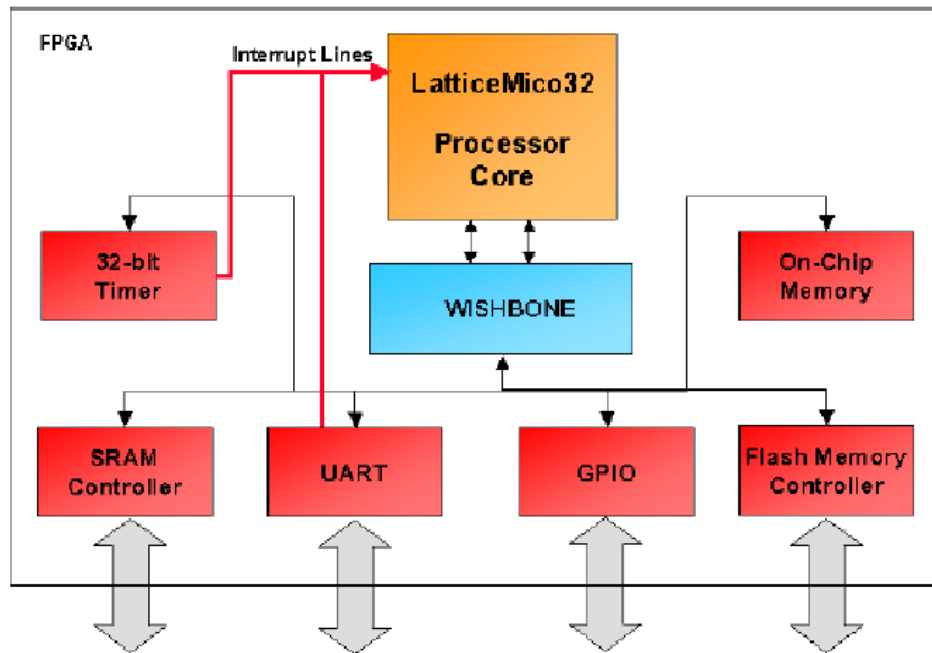 FPGA
Interrupt Lines
LatticeMico32
Processor
Core
32-bit
Timer
WISHBONE
On-Chip
Memory
SRAM
Controller
UART
GPIO
Flash Memory
Controller